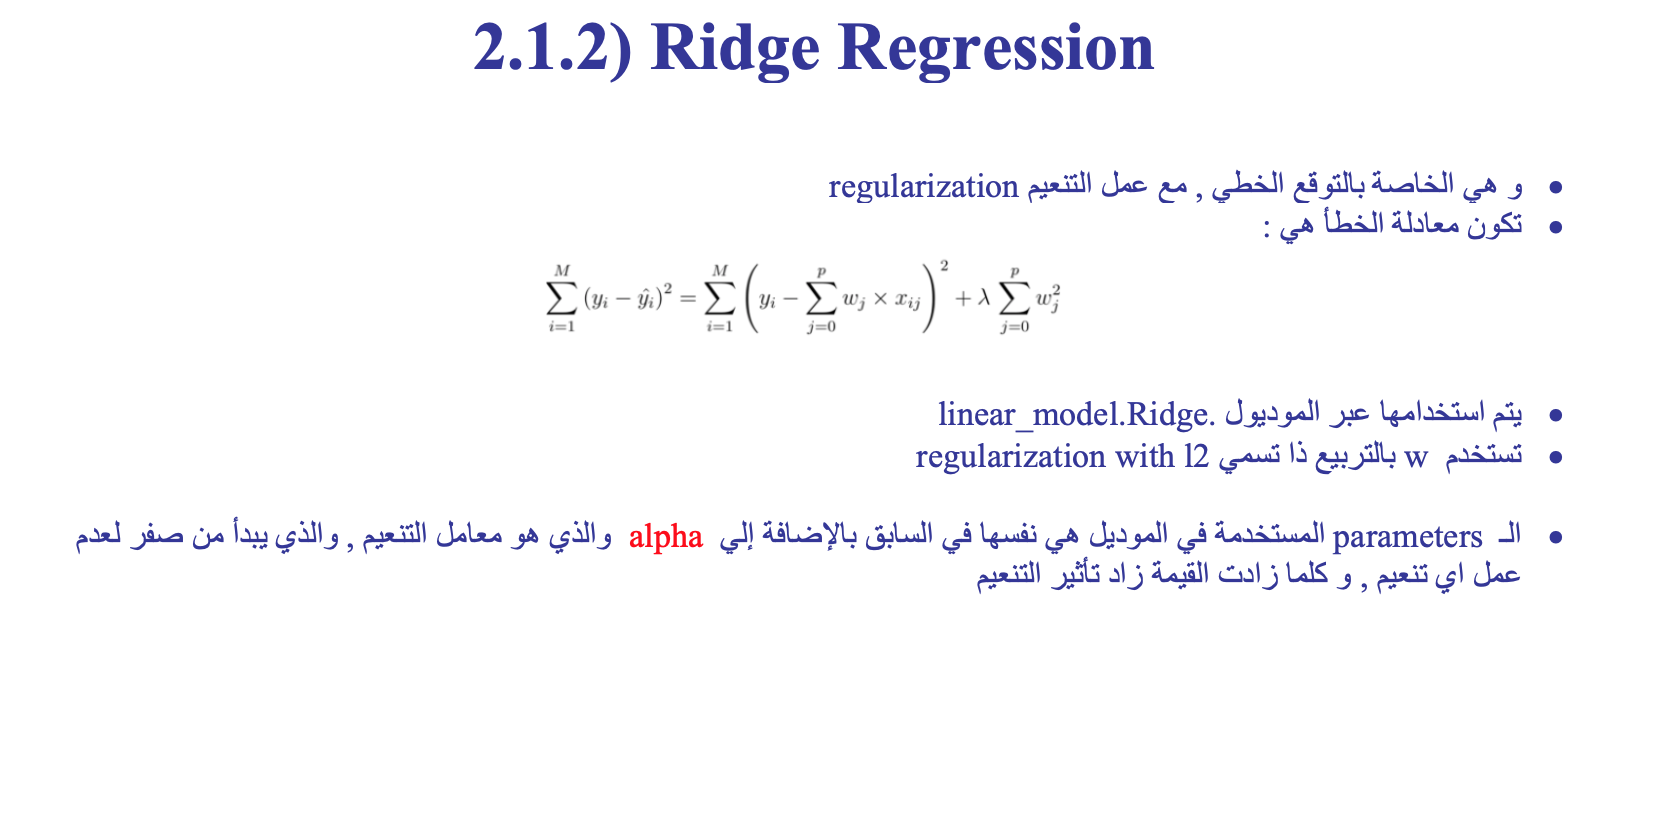 2.1.2) Ridge Regression
• و هي الخاصة بالتوقع الخطي , مع عمل التنعيم regularization
• تكون معادلة الخطأ هي :
\sum_{i=1}^{M} (y_i - \hat{y}_i)^2 = \sum_{i=1}^{M} \left( y_i - \sum_{j=0}^{p} w_j \times x_{ij} \right)^2 + \lambda \sum_{j=0}^{p} w_j^2
• يتم استخدامها عبر الموديول .linear_model.Ridge
• تستخدم w بالتربيع ذا تسمي regularization with l2
• الـ parameters المستخدمة في الموديل هي نفسها في السابق بالإضافة إلي alpha والذي هو معامل التنعيم , والذي يبدأ من صفر لعدم
عمل اي تنعيم , و كلما زادت القيمة زاد تأثير التنعيم